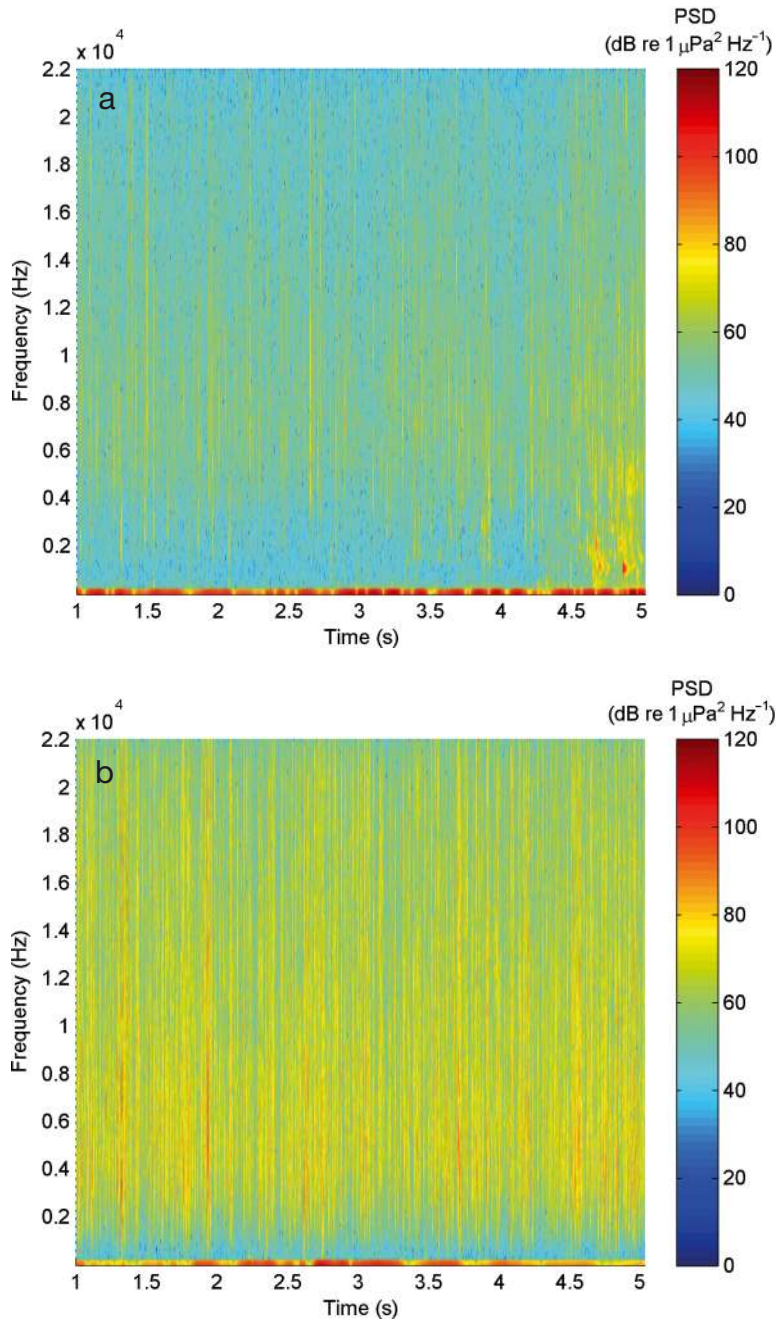 PSD
(dB re 1 µPa² Hz⁻¹)
x 10⁴
2.2
2
1.8
1.6
1.4
1.2
1
0.8
0.6
0.4
0.2
a
Frequency (Hz)
1 1.5 2 2.5 3 3.5 4 4.5 5
Time (s)
120
100
80
60
40
20
0
PSD
(dB re 1 µPa² Hz⁻¹)
x 10⁴
2.2
2
1.8
1.6
1.4
1.2
1
0.8
0.6
0.4
0.2
b
Frequency (Hz)
1 1.5 2 2.5 3 3.5 4 4.5 5
Time (s)
120
100
80
60
40
20
0